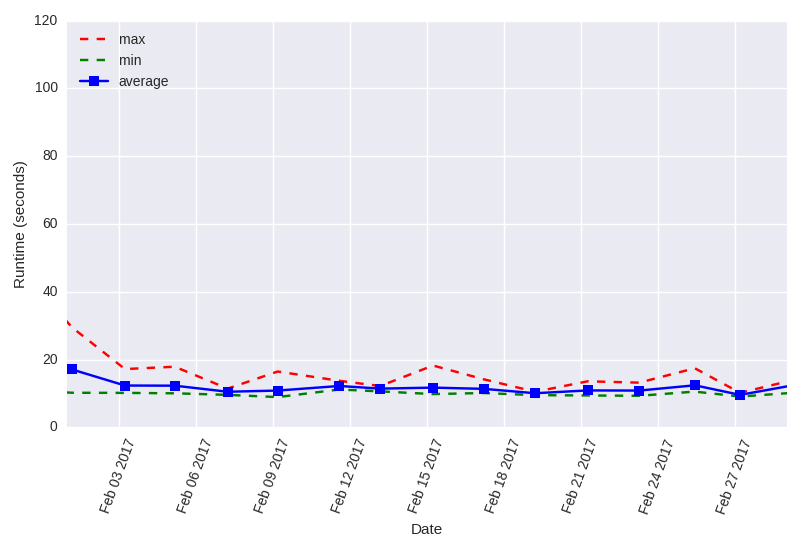 120
100
80
60
40
20
0
Runtime (seconds)
max
min
average
Feb 03 2017
Feb 06 2017
Feb 09 2017
Feb 12 2017
Feb 15 2017
Feb 18 2017
Feb 21 2017
Feb 24 2017
Feb 27 2017
Date